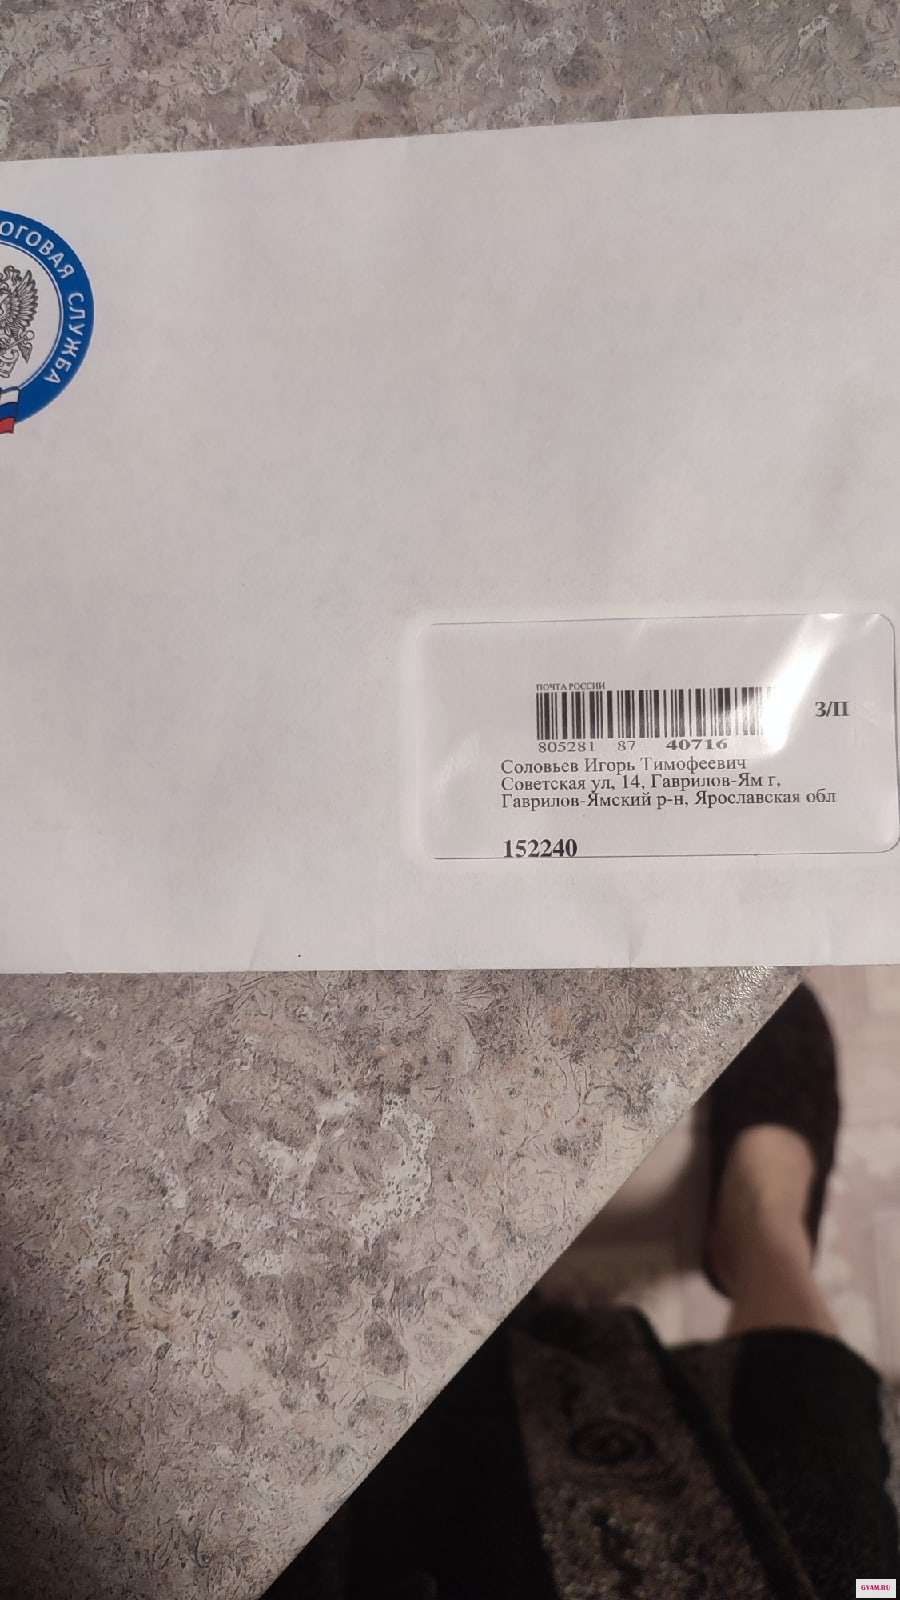 ОГОВАЯ СЛУЖБА
ПОЧТА РОССИИ
З/П
805281 87 40716
Соловьев Игорь Тимофеевич
Советская ул, 14, Гаврилов-Ям г,
Гаврилов-Ямский р-н, Ярославская обл
152240
GYAM.RU